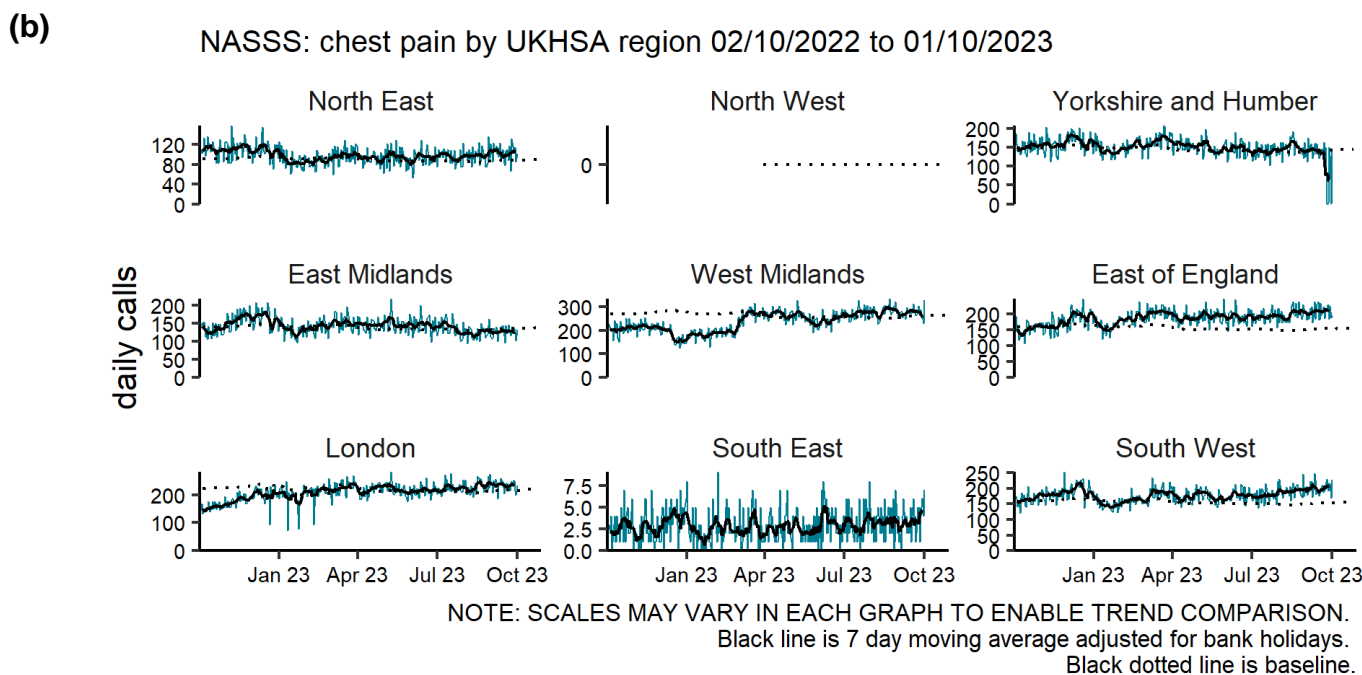 (b)
NASSS: chest pain by UKHSA region 02/10/2022 to 01/10/2023
North East
North West
Yorkshire and Humber
120
80
40
0
0
200
150
100
50
0
East Midlands
West Midlands
East of England
daily calls
200
150
100
50
0
300
200
100
0
200
150
100
50
0
London
South East
South West
200
100
0
7.5
5.0
2.5
0.0
250
200
150
100
50
0
Jan 23 Apr 23 Jul 23 Oct 23
Jan 23 Apr 23 Jul 23 Oct 23
Jan 23 Apr 23 Jul 23 Oct 23
NOTE: SCALES MAY VARY IN EACH GRAPH TO ENABLE TREND COMPARISON.
Black line is 7 day moving average adjusted for bank holidays.
Black dotted line is baseline.